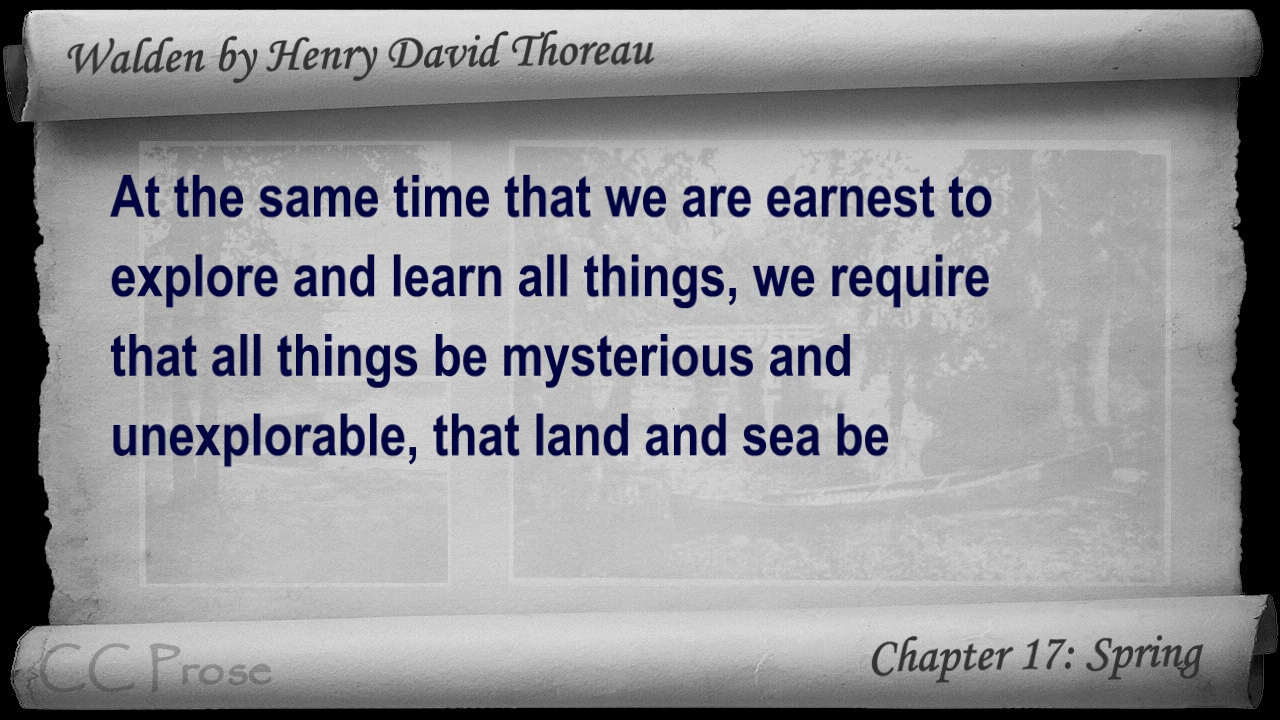 Walden by Henry David Thoreau
At the same time that we are earnest to
explore and learn all things, we require
that all things be mysterious and
unexplorable, that land and sea be
CC Prose
Chapter 17: Spring